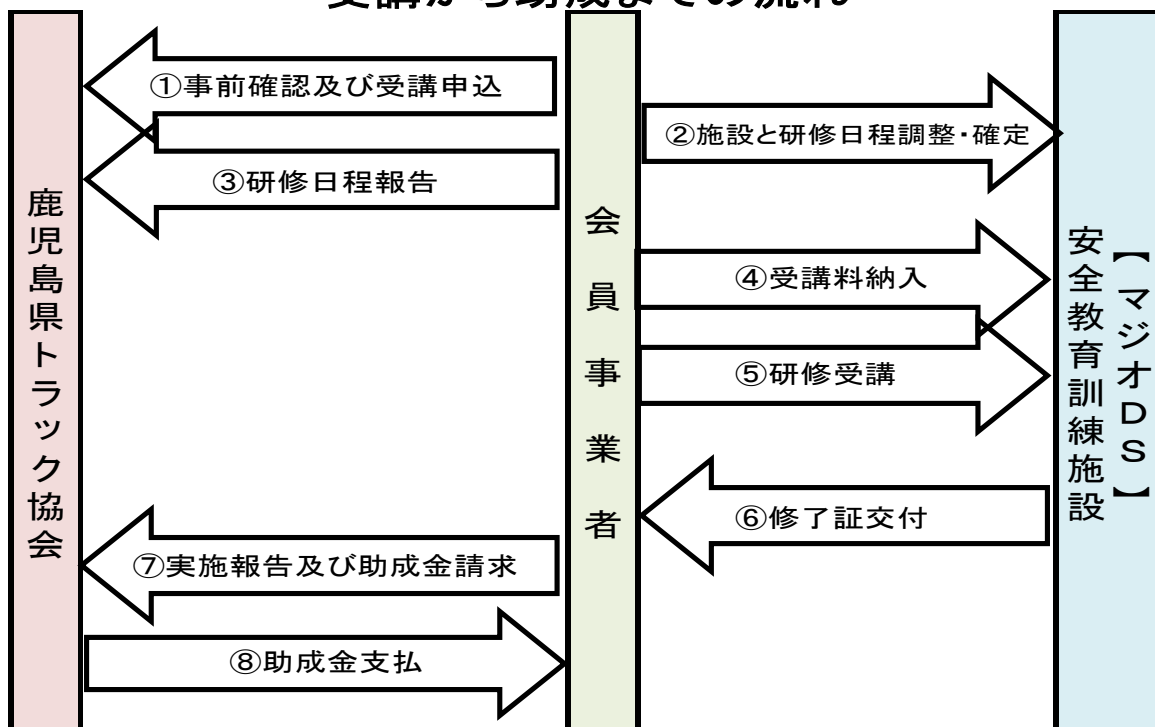 受講から助成までの流れ
①事前確認及び受講申込
②施設と研修日程調整・確定
③研修日程報告
④受講料納入
⑤研修受講
⑥修了証交付
⑦実施報告及び助成金請求
⑧助成金支払
鹿児島県トラック協会
会員事業者
【マジオDS】
安全教育訓練施設